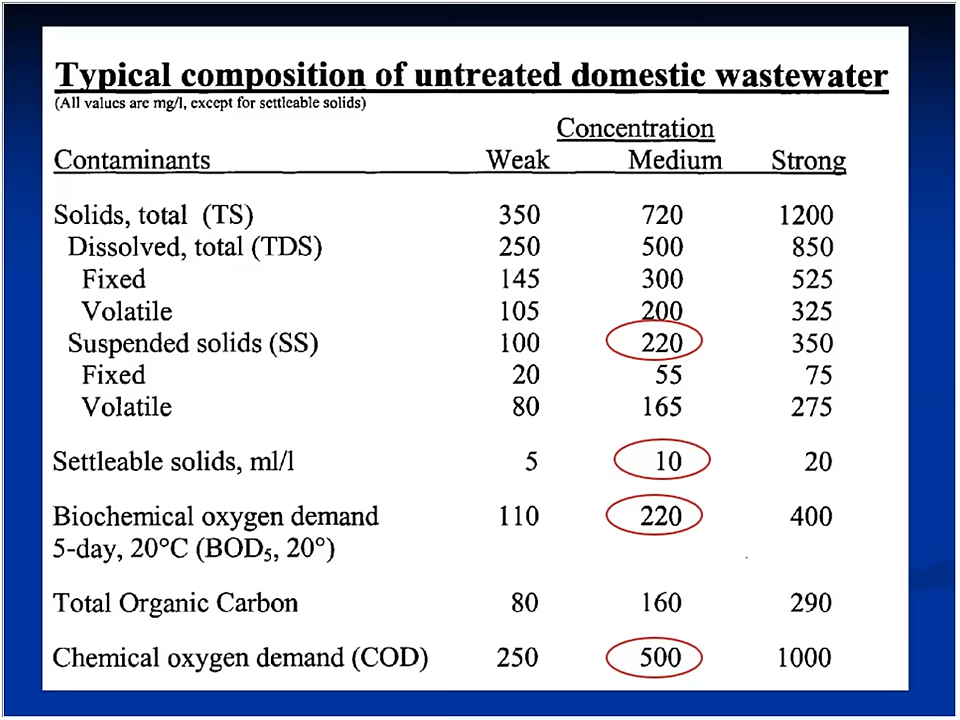 Typical composition of untreated domestic wastewater
(All values are mg/l, except for settleable solids)
Concentration
Contaminants Weak Medium Strong
Solids, total (TS) 350 720 1200
Dissolved, total (TDS) 250 500 850
Fixed 145 300 525
Volatile 105 200 325
Suspended solids (SS) 100 220 350
Fixed 20 55 75
Volatile 80 165 275
Settleable solids, ml/l 5 10 20
Biochemical oxygen demand 110 220 400
5-day, 20°C (BOD₅, 20°)
Total Organic Carbon 80 160 290
Chemical oxygen demand (COD) 250 500 1000